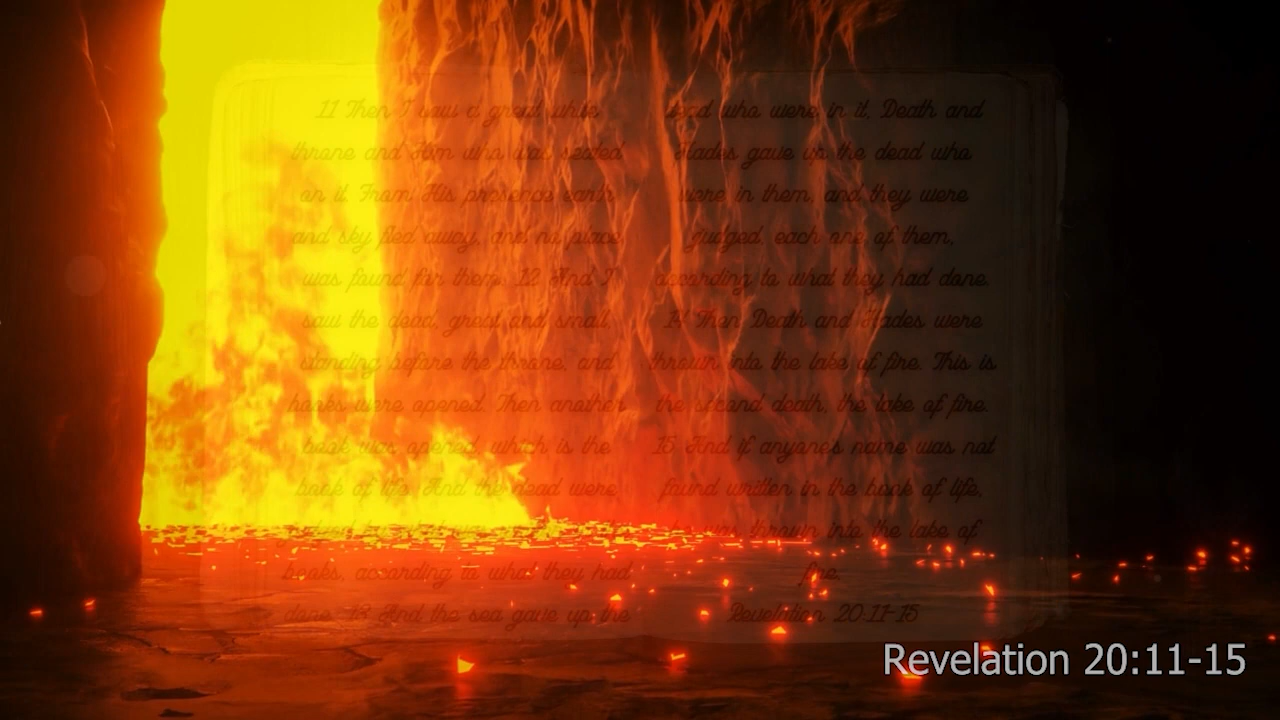 11 Then I saw a great white
throne and Him who was seated
on it. From His presence earth
and sky fled away, and no place
was found for them. 12 And I
saw the dead, great and small,
standing before the throne, and
books were opened. Then another
book was opened, which is the
book of life. And the dead were
books, according to what they had
done. 13 And the sea gave up the
dead who were in it, Death and
Hades gave up the dead who
were in them, and they were
judged, each one of them,
according to what they had done.
14 Then Death and Hades were
thrown into the lake of fire. This is
the second death, the lake of fire.
15 And if anyones name was not
found written in the book of life,
he was thrown into the lake of
fire.
Revelation 20:11-15
Revelation 20:11-15